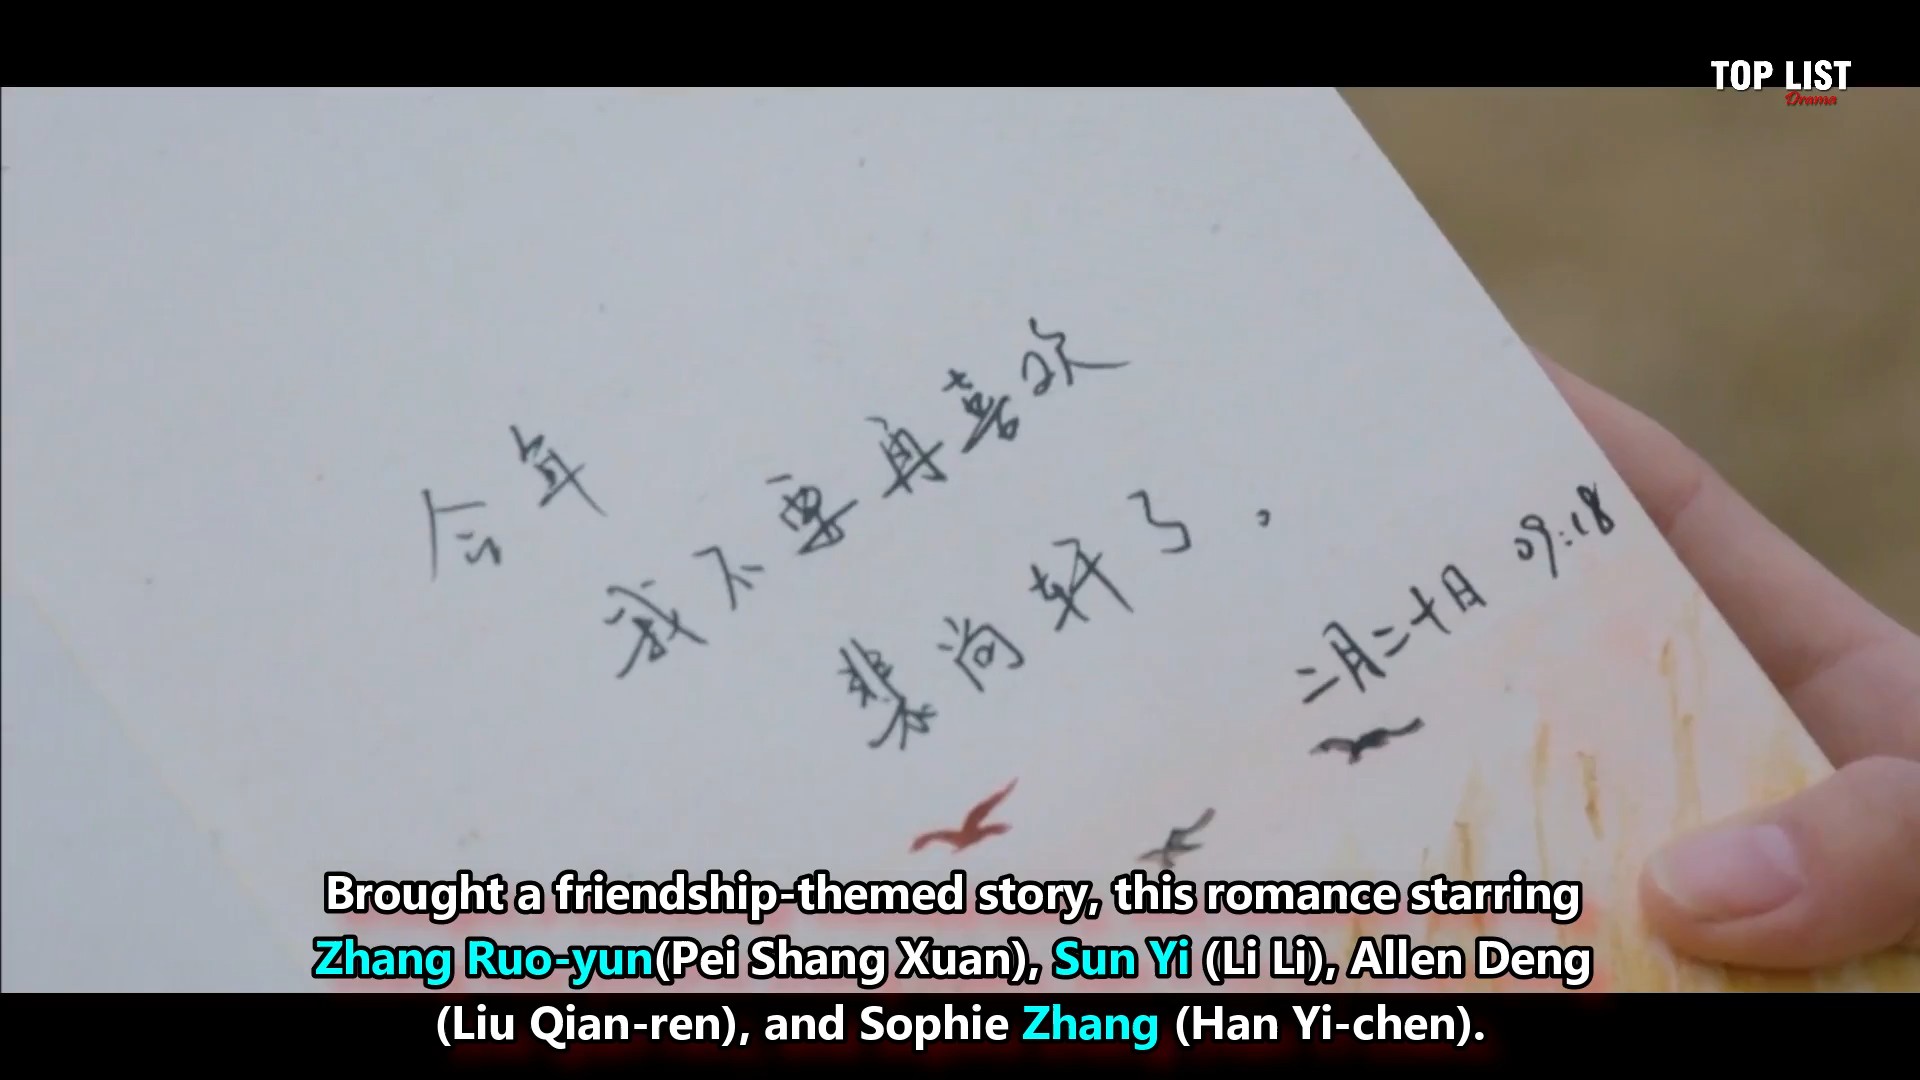 TOP LIST
Drama
今年
我不要再喜欢
裴尚轩了。
二月二十日 09:18
Brought a friendship-themed story, this romance starring
Zhang Ruo-yun(Pei Shang Xuan), Sun Yi (Li Li), Allen Deng
(Liu Qian-ren), and Sophie Zhang (Han Yi-chen).